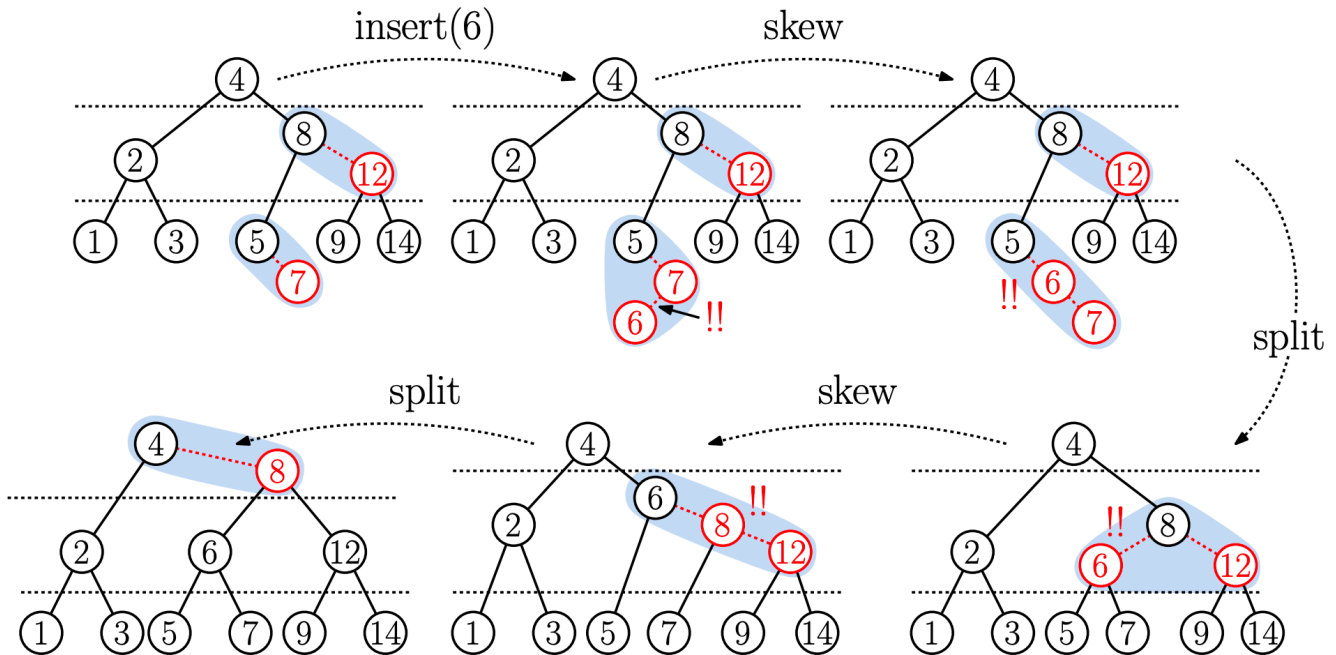 insert(6) skew
4 4 4
8 8 8
2 12 2 12 2 12
1 3 5 9 14 1 3 5 9 14 1 3 5 9 14
7 7 6
6 !! !! 7
split
split skew
4 4 4
8 6 !! !! 8
2 6 12 2 8 12 2 6 12
1 3 5 7 9 14 1 3 5 7 9 14 1 3 5 7 9 14